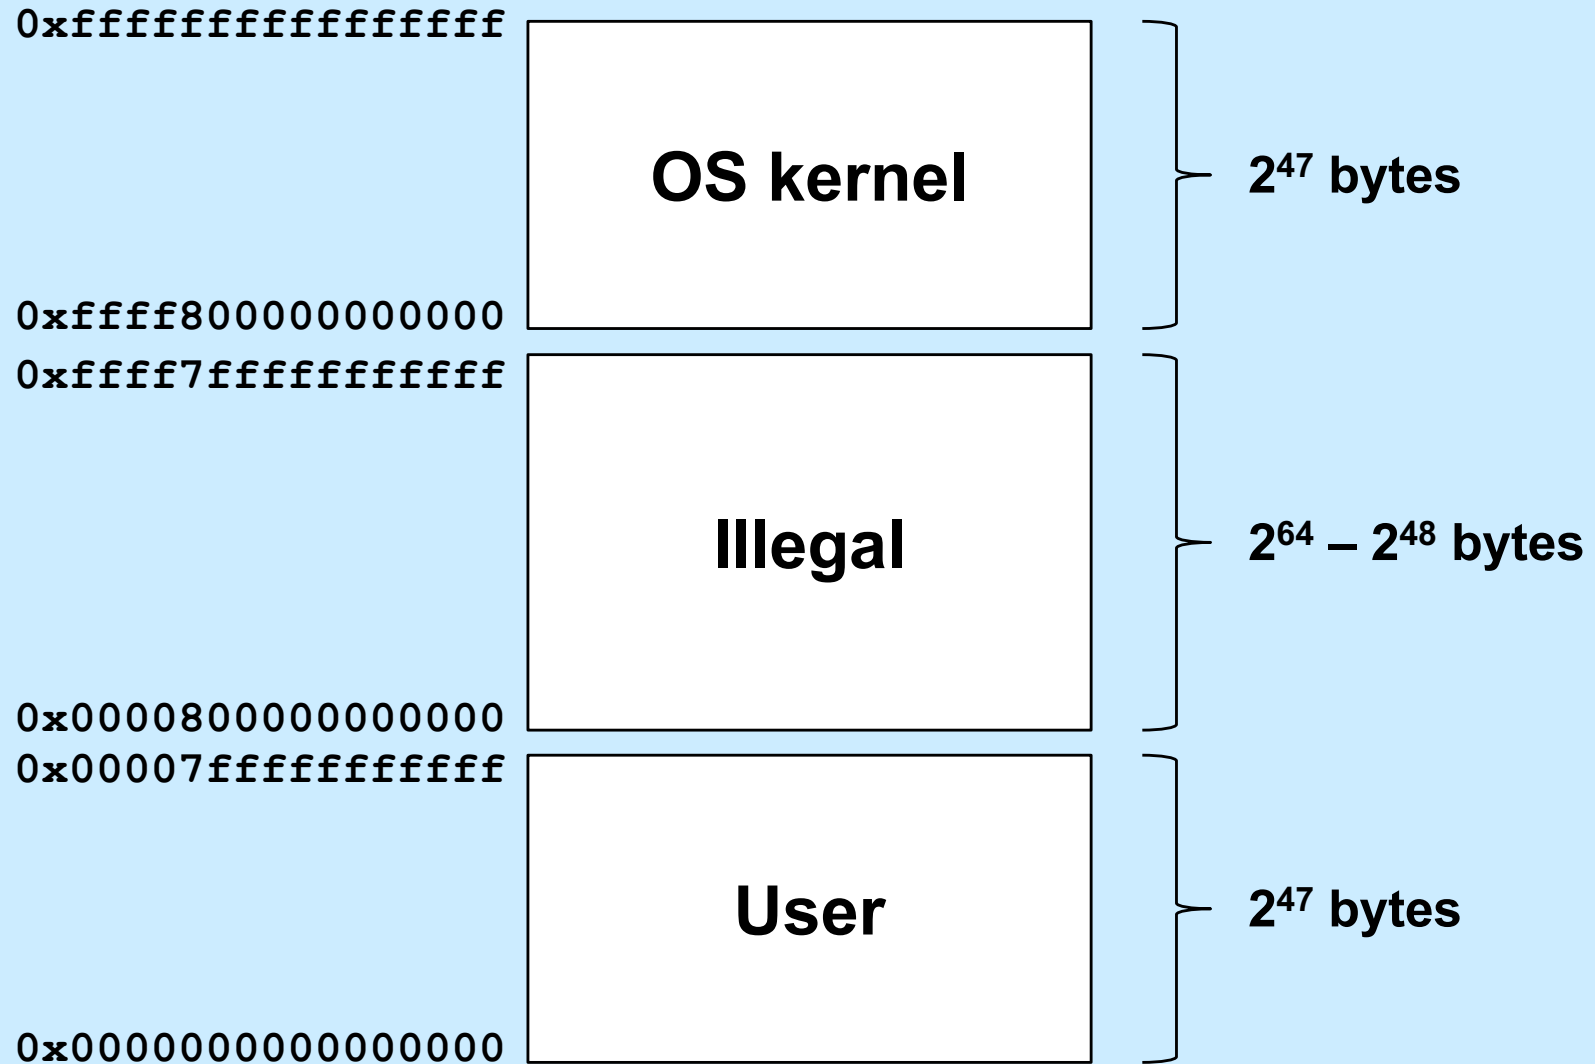 0xffffffffffffffff
OS kernel
2⁴⁷ bytes
0xffff800000000000
0xffff7fffffffffff
Illegal
2⁶⁴ – 2⁴⁸ bytes
0x0000800000000000
0x00007fffffffffff
User
2⁴⁷ bytes
0x0000000000000000